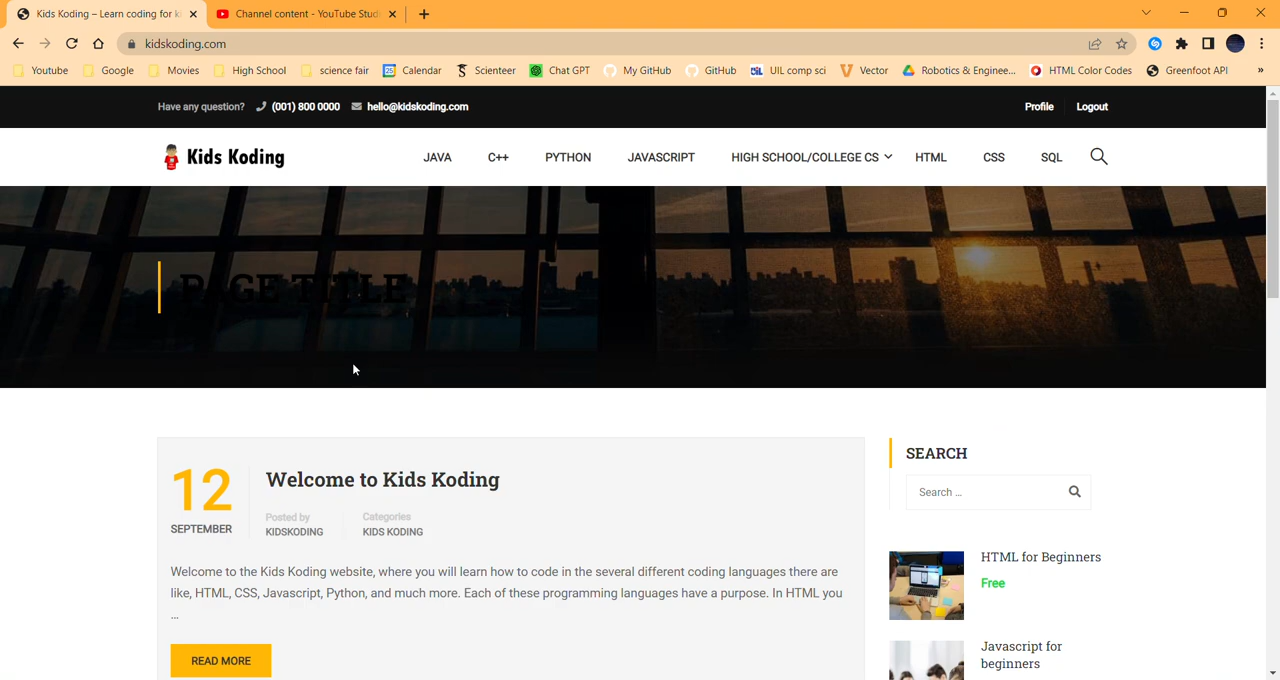 Kids Koding – Learn coding for k
Channel content - YouTube Stud
kidskoding.com
Youtube
Google
Movies
High School
science fair
Calendar
Scienteer
Chat GPT
My GitHub
GitHub
UIL comp sci
Vector
Robotics & Enginee...
HTML Color Codes
Greenfoot API
»
Have any question?
(001) 800 0000
hello@kidskoding.com
Profile
Logout
Kids Koding
JAVA
C++
PYTHON
JAVASCRIPT
HIGH SCHOOL/COLLEGE CS
HTML
CSS
SQL
PAGE TITLE
12
SEPTEMBER
Welcome to Kids Koding
Posted by
KIDSKODING
Categories
KIDS KODING
Welcome to the Kids Koding website, where you will learn how to code in the several different coding languages there are
like, HTML, CSS, Javascript, Python, and much more. Each of these programming languages have a purpose. In HTML you
...
READ MORE
SEARCH
Search ...
HTML for Beginners
Free
Javascript for
beginners